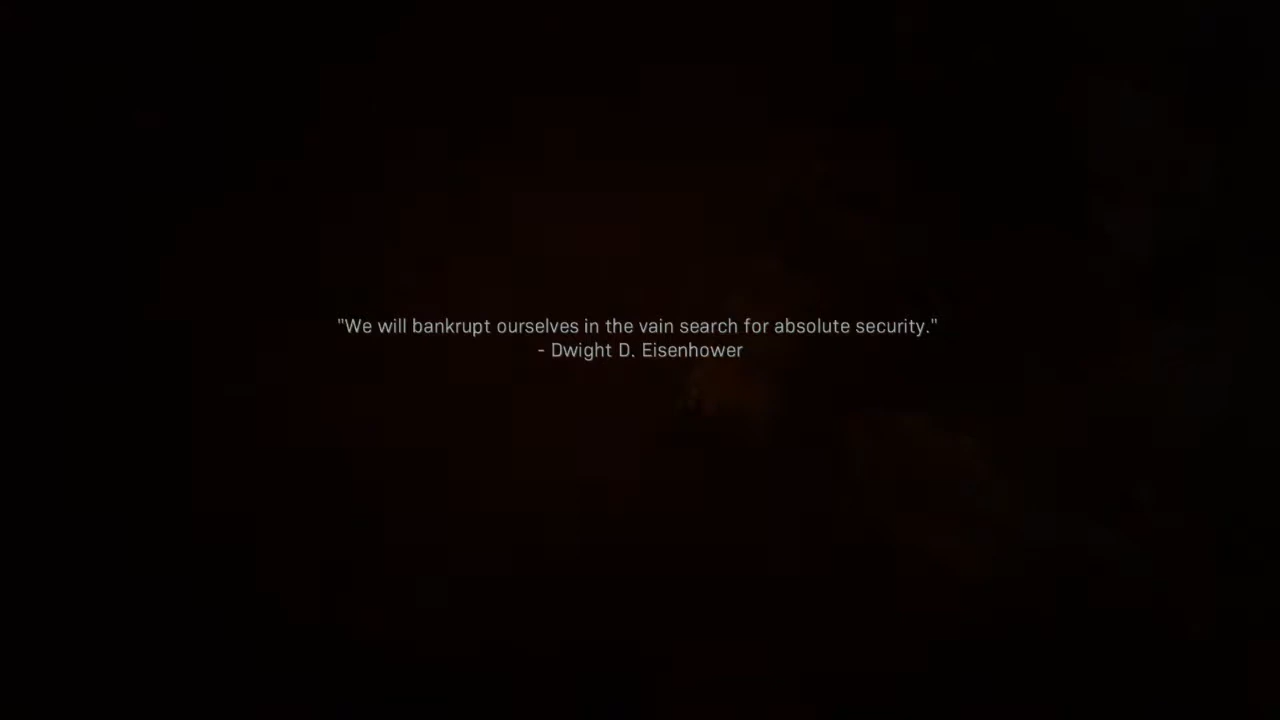 "We will bankrupt ourselves in the vain search for absolute security."
- Dwight D. Eisenhower